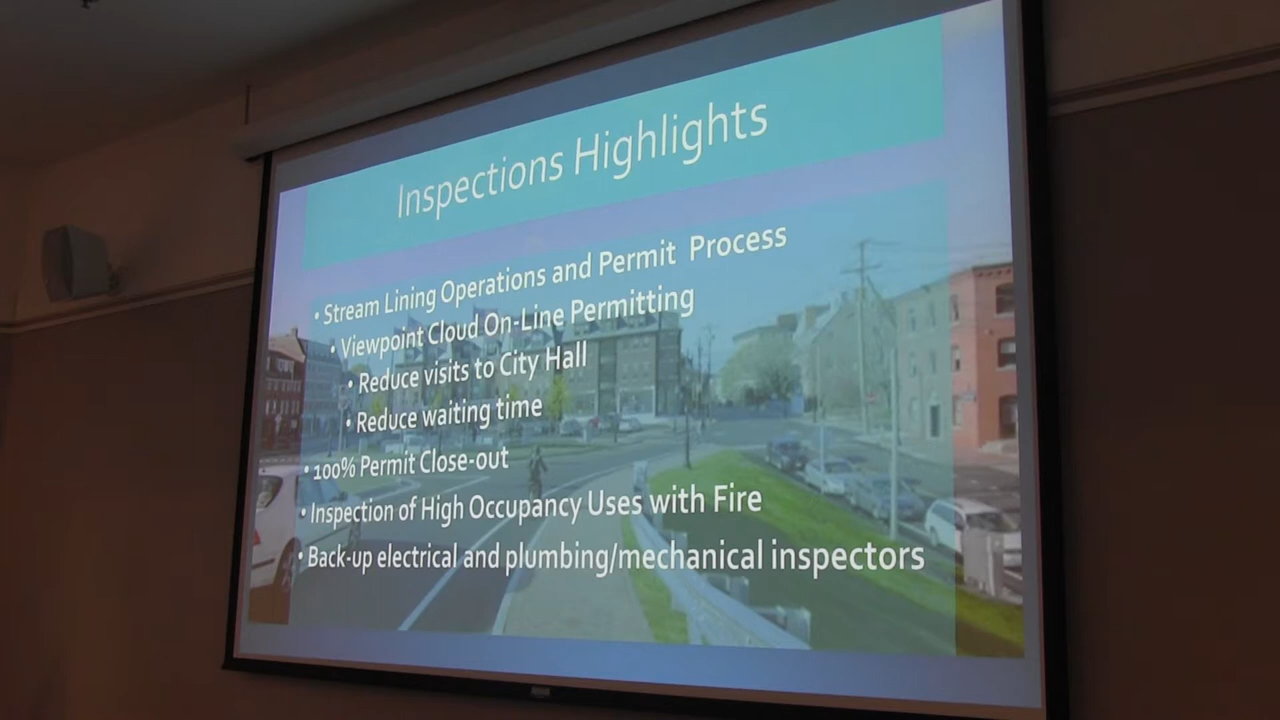 Inspections Highlights
• Stream Lining Operations and Permit Process
• Viewpoint Cloud On-Line Permitting
• Reduce visits to City Hall
• Reduce waiting time
• 100% Permit Close-out
• Inspection of High Occupancy Uses with Fire
• Back-up electrical and plumbing/mechanical inspectors